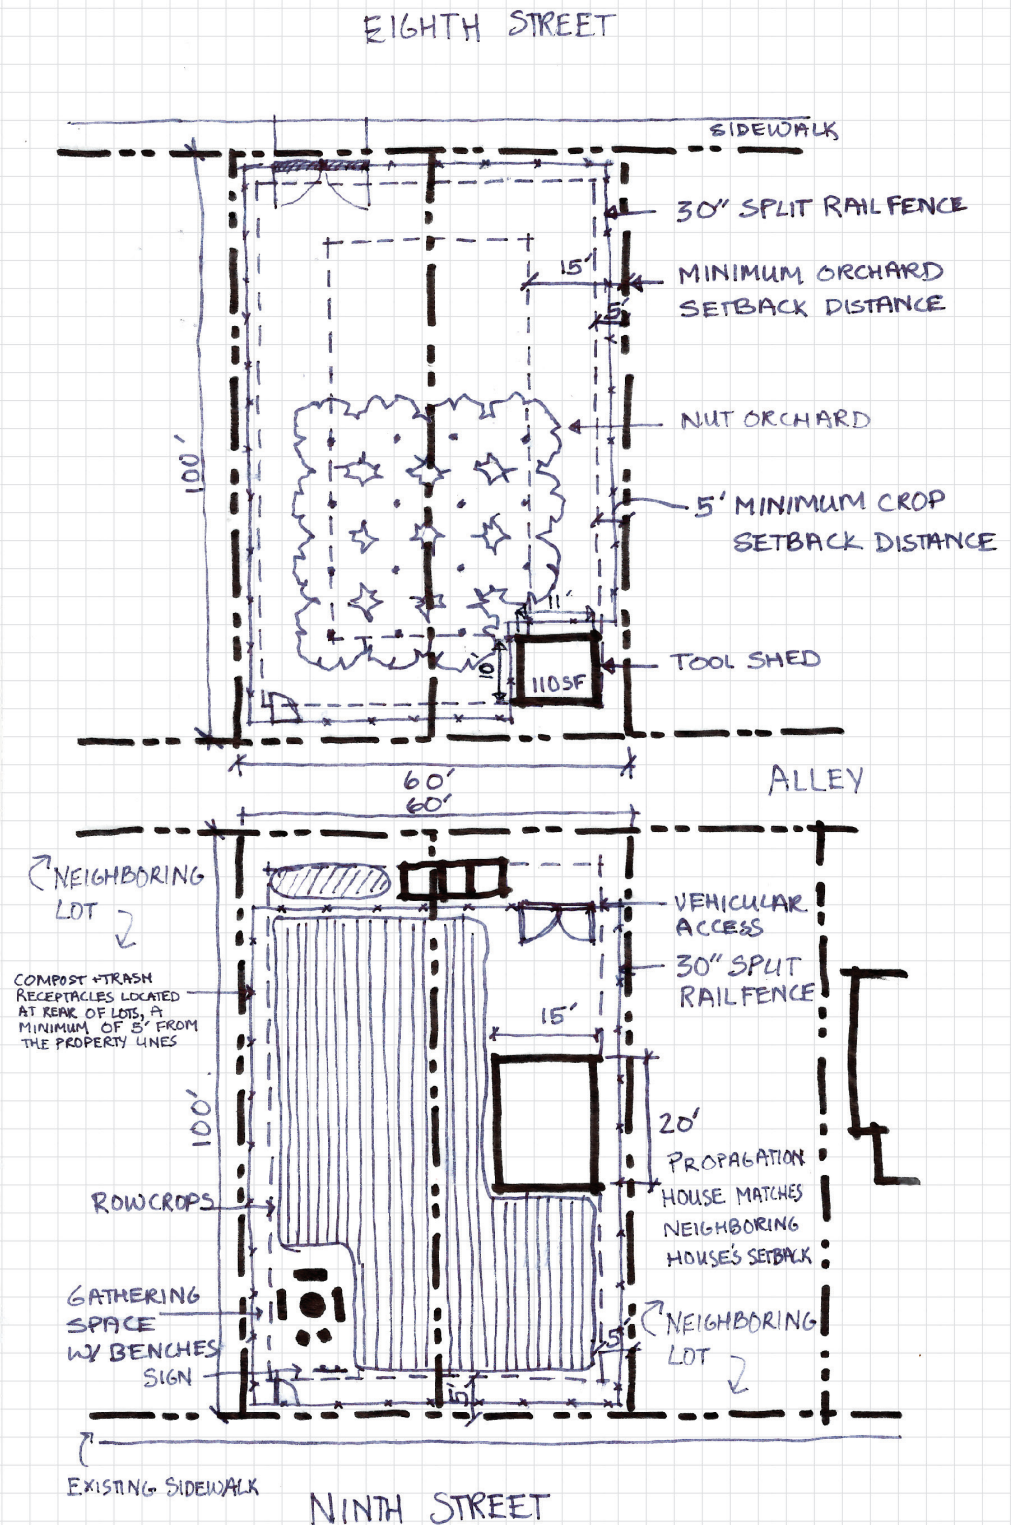 EIGHTH STREET
SIDEWALK
30" SPLIT RAIL FENCE
15'
MINIMUM ORCHARD
SETBACK DISTANCE
5'
NUT ORCHARD
100'
5' MINIMUM CROP
SETBACK DISTANCE
11'
TOOL SHED
10'
110SF
60'
ALLEY
60'
NEIGHBORING
LOT
VEHICULAR
ACCESS
30" SPLIT
RAIL FENCE
COMPOST + TRASH
RECEPTACLES LOCATED
AT REAR OF LOTS, A
MINIMUM OF 5' FROM
THE PROPERTY LINES
15'
100'
20'
PROPAGATION
HOUSE MATCHES
NEIGHBORING
HOUSE'S SETBACK
ROWCROPS
GATHERING
SPACE
W/ BENCHES
SIGN
5'
NEIGHBORING
LOT
5'
EXISTING SIDEWALK
NINTH STREET